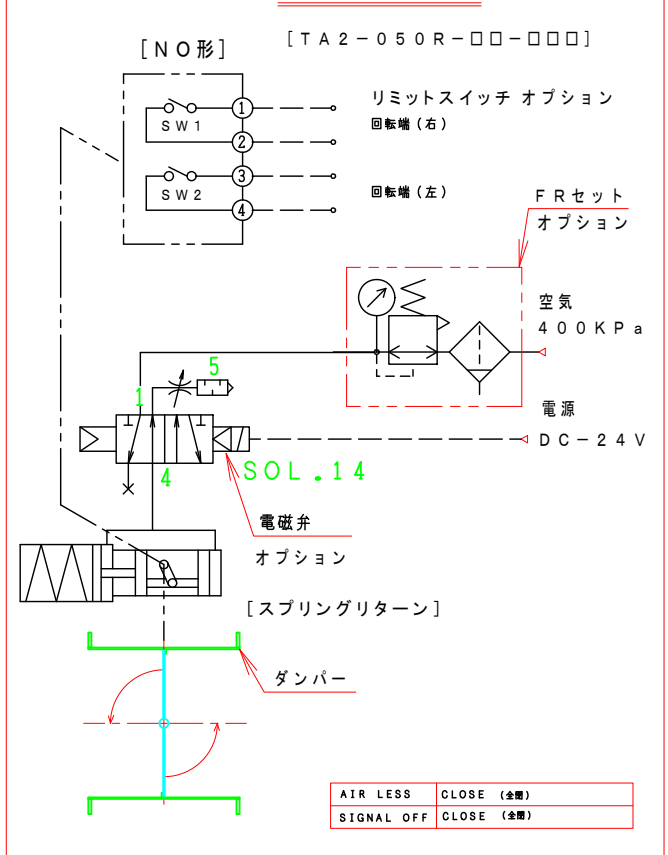 [NO形]
[TA2-050R-□□-□□□]
リミットスイッチ オプション
① 回転端(右)
SW1
②
③
SW2 回転端(左)
④
FRセット
オプション
空気
400KPa
5
1
電源
DC-24V
4
SOL.14
電磁弁
オプション
[スプリングリターン]
ダンパー
AIR LESS CLOSE (全閉)
SIGNAL OFF CLOSE (全閉)